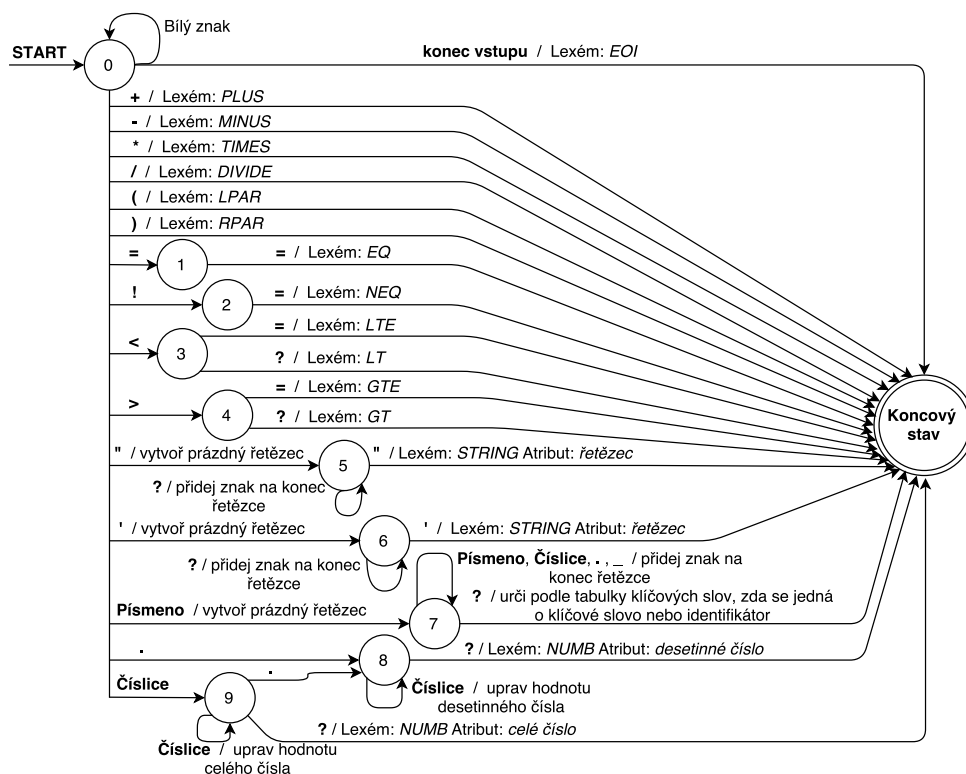 Bílý znak
START
0
konec vstupu / Lexém: EOI
+ / Lexém: PLUS
- / Lexém: MINUS
* / Lexém: TIMES
/ / Lexém: DIVIDE
( / Lexém: LPAR
) / Lexém: RPAR
=
1
= / Lexém: EQ
!
2
= / Lexém: NEQ
<
3
= / Lexém: LTE
? / Lexém: LT
>
4
= / Lexém: GTE
? / Lexém: GT
Koncový
stav
" / vytvoř prázdný řetězec
5
" / Lexém: STRING Atribut: řetězec
? / přidej znak na konec
řetězce
' / vytvoř prázdný řetězec
6
' / Lexém: STRING Atribut: řetězec
? / přidej znak na konec
řetězce
Písmeno, Číslice, . , _ / přidej znak na
konec řetězce
? / urči podle tabulky klíčových slov, zda se jedná
o klíčové slovo nebo identifikátor
Písmeno / vytvoř prázdný řetězec
7
.
8
? / Lexém: NUMB Atribut: desetinné číslo
Číslice / uprav hodnotu
desetinného čísla
Číslice
9
.
? / Lexém: NUMB Atribut: celé číslo
Číslice / uprav hodnotu
celého čísla